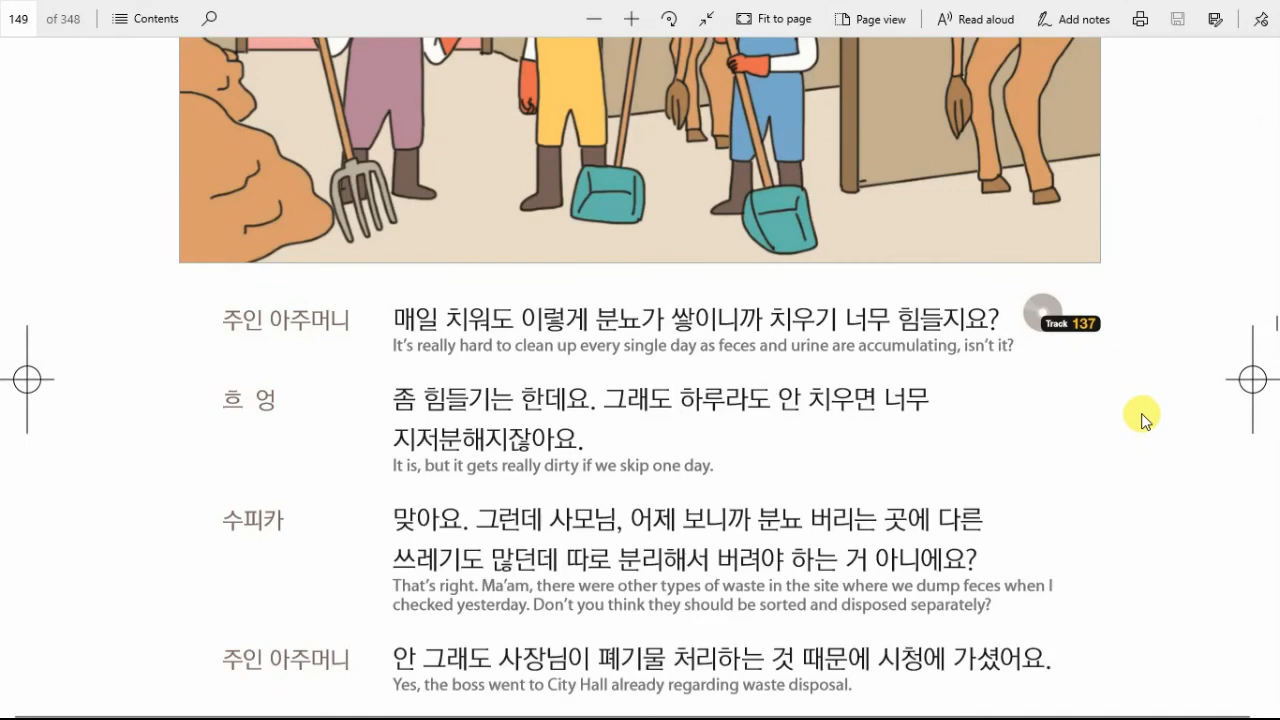 149 of 348 Contents Fit to page Page view Read aloud Add notes
주인 아주머니 매일 치워도 이렇게 분뇨가 쌓이니까 치우기 너무 힘들지요? Track 137
It's really hard to clean up every single day as feces and urine are accumulating, isn't it?
흐 엉 좀 힘들기는 한데요. 그래도 하루라도 안 치우면 너무
지저분해지잖아요.
It is, but it gets really dirty if we skip one day.
수피카 맞아요. 그런데 사모님, 어제 보니까 분뇨 버리는 곳에 다른
쓰레기도 많던데 따로 분리해서 버려야 하는 거 아니에요?
That's right. Ma'am, there were other types of waste in the site where we dump feces when I
checked yesterday. Don't you think they should be sorted and disposed separately?
주인 아주머니 안 그래도 사장님이 폐기물 처리하는 것 때문에 시청에 가셨어요.
Yes, the boss went to City Hall already regarding waste disposal.